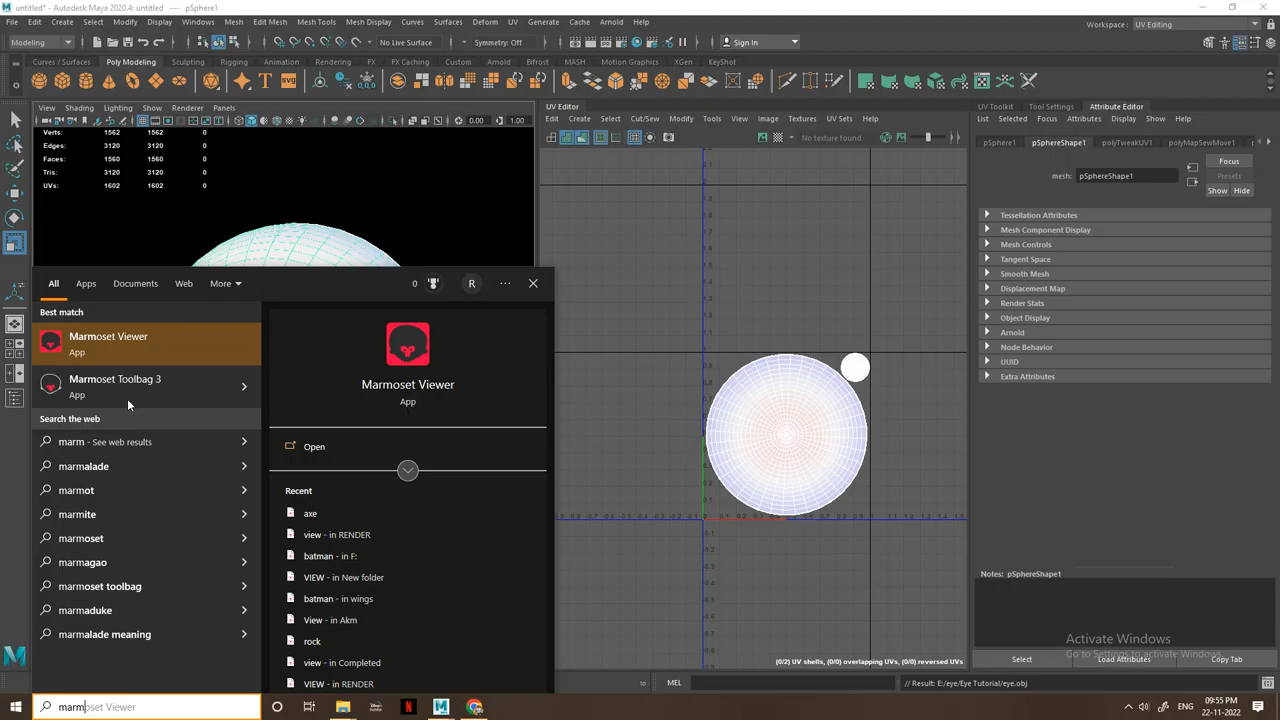 untitled* - Autodesk Maya 2020.4: untitled --- pSphere1
File Edit Create Select Modify Display Windows Mesh Edit Mesh Mesh Tools Mesh Display Curves Surfaces Deform UV Generate Cache Arnold Help
Workspace : UV Editing
Modeling No Live Surface Symmetry: Off Sign In
Curves / Surfaces Poly Modeling Sculpting Rigging Animation Rendering FX FX Caching Custom Arnold Bifrost MASH Motion Graphics XGen KeyShot
View Shading Lighting Show Renderer Panels
0.00 1.00
Verts: 1562 1562 0
Edges: 3120 3120 0
Faces: 1560 1560 0
Tris: 1560 1560 0
UVs: 1602 1602 0
UV Editor
Edit Create Select Cut/Sew Modify Tools View Image Textures UV Sets Help
No texture found
(0/2) UV shells, (0/0) overlapping UVs, (0/0) reversed UVs
UV Toolkit Tool Settings Attribute Editor
List Selected Focus Attributes Display Show Help
pSphere1 pSphereShape1 polyTweakUV1 polyMapSewMove1
mesh: pSphereShape1
Focus
Presets
Show Hide
Tessellation Attributes
Mesh Component Display
Mesh Controls
Tangent Space
Smooth Mesh
Displacement Map
Render Stats
Object Display
Arnold
Node Behavior
UUID
Extra Attributes
Notes: pSphereShape1
Activate Windows
Go to Settings to activate Windows.
Select Load Attributes Copy Tab
All Apps Documents Web More
0 R ...
Best match
Marmoset Viewer
App
Marmoset Toolbag 3
App
Search the web
marm - See web results
marmalade
marmot
marmite
marmoset
marmagao
marmoset toolbag
marmaduke
marmalade meaning
Marmoset Viewer
App
Open
Recent
axe
view - in RENDER
batman - in F:
VIEW - in New folder
batman - in wings
View - in Akm
rock
view - in Completed
VIEW - in RENDER
MEL
// Result: E:/eye/Eye Tutorial/eye.obj
marmoset Viewer
ENG
09:55 PM
22-11-2022